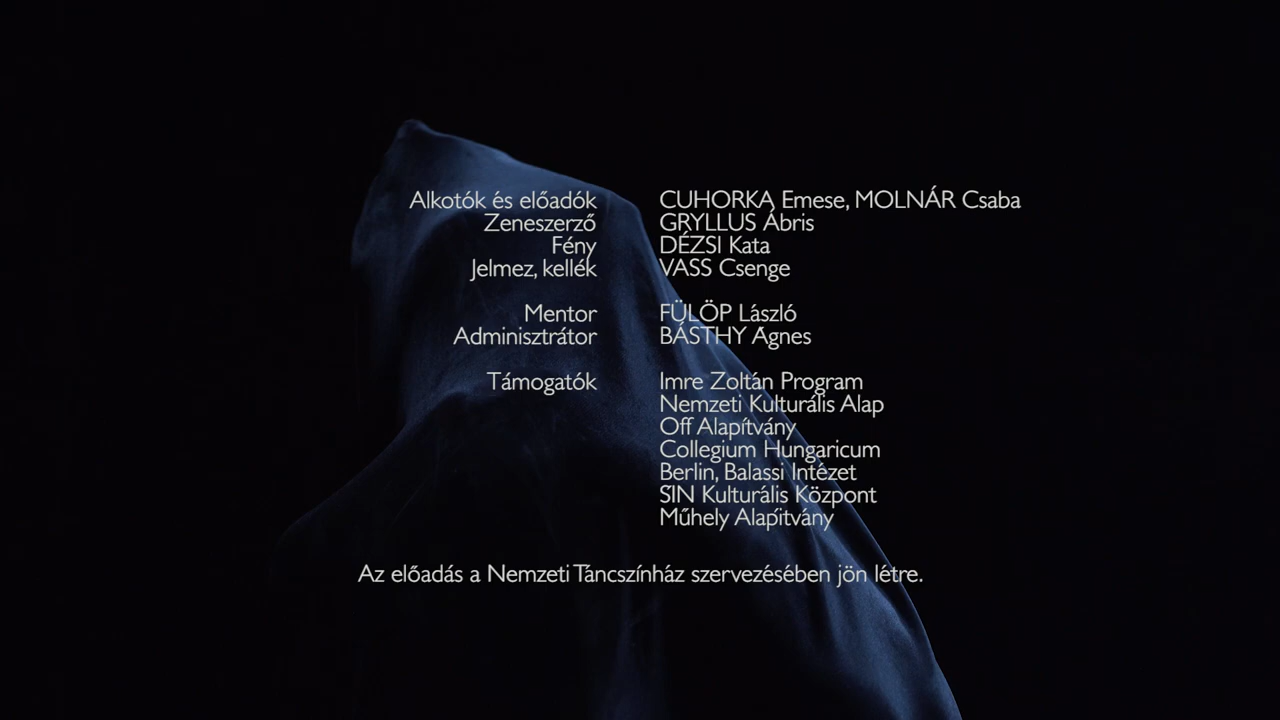 Alkotók és előadók CUHORKA Emese, MOLNÁR Csaba
Zeneszerző GRYLLUS Ábris
Fény DÉZSI Kata
Jelmez, kellék VASS Csenge
Mentor FÜLÖP László
Adminisztrátor BÁSTHY Ágnes
Támogatók Imre Zoltán Program
Nemzeti Kulturális Alap
Off Alapítvány
Collegium Hungaricum
Berlin, Balassi Intézet
SÍN Kulturális Központ
Műhely Alapítvány
Az előadás a Nemzeti Táncszínház szervezésében jön létre.